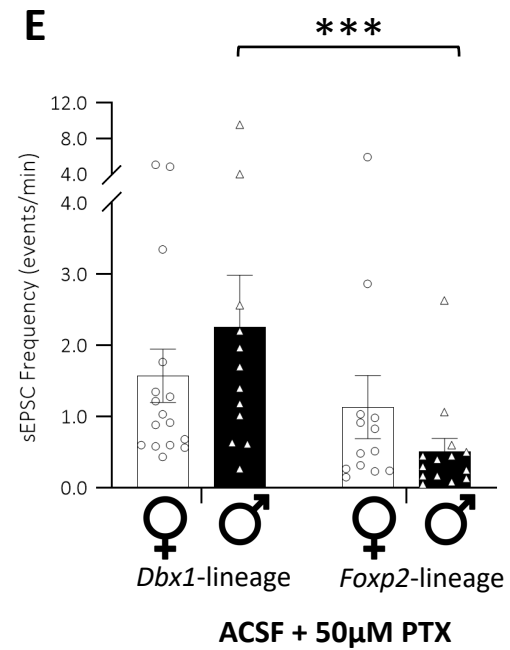 E
***
sEPSC Frequency (events/min)
12.0
8.0
4.0
4.0
3.0
2.0
1.0
0.0
♀ ♂ ♀ ♂
Dbx1-lineage Foxp2-lineage
ACSF + 50µM PTX